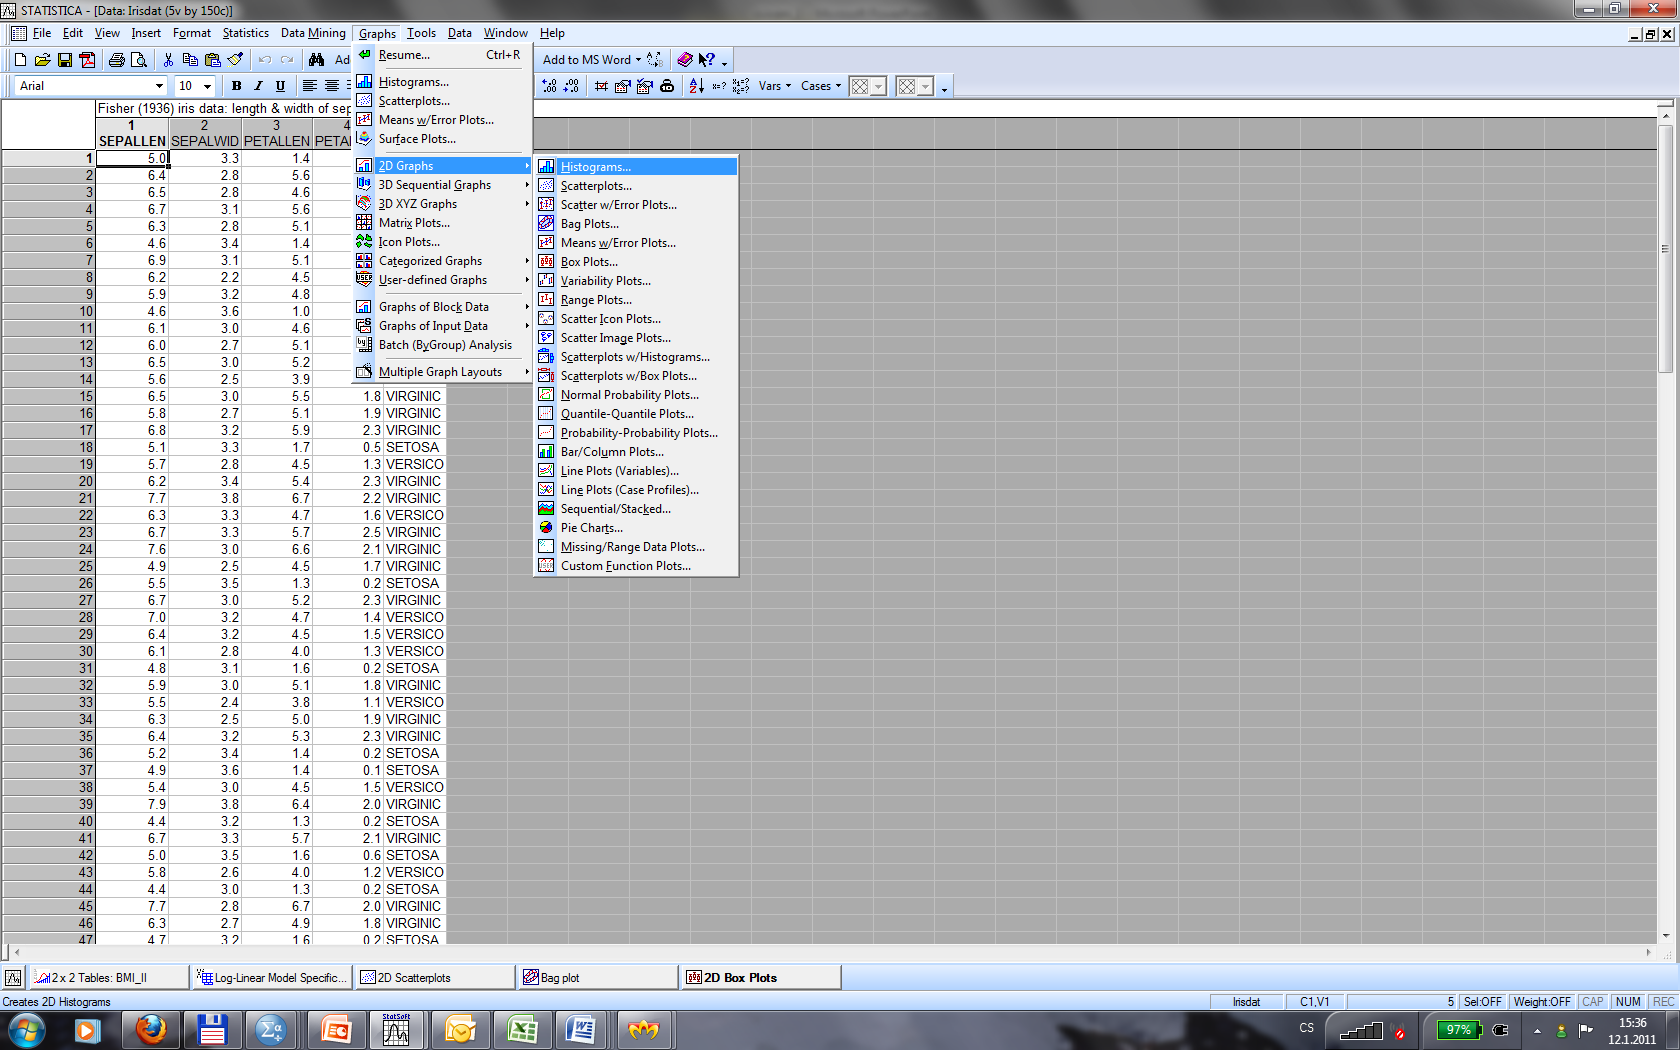 STATISTICA - [Data: Irisdat (5v by 150c)]
File Edit View Insert Format Statistics Data Mining Graphs Tools Data Window Help
Add to MS Word
Arial 10 B I U Vars Cases
Resume... Ctrl+R
Histograms...
Scatterplots...
Means w/Error Plots...
Surface Plots...
2D Graphs
3D Sequential Graphs
3D XYZ Graphs
Matrix Plots...
Icon Plots...
Categorized Graphs
User-defined Graphs
Graphs of Block Data
Graphs of Input Data
Batch (ByGroup) Analysis
Multiple Graph Layouts
Histograms...
Scatterplots...
Scatter w/Error Plots...
Bag Plots...
Means w/Error Plots...
Box Plots...
Variability Plots...
Range Plots...
Scatter Icon Plots...
Scatter Image Plots...
Scatterplots w/Histograms...
Scatterplots w/Box Plots...
Normal Probability Plots...
Quantile-Quantile Plots...
Probability-Probability Plots...
Bar/Column Plots...
Line Plots (Variables)...
Line Plots (Case Profiles)...
Sequential/Stacked...
Pie Charts...
Missing/Range Data Plots...
Custom Function Plots...
Fisher (1936) iris data: length & width of sep
1 2 3 4
SEPALLEN SEPALWID PETALLEN PETAL
1 5.0 3.3 1.4
2 6.4 2.8 5.6
3 6.5 2.8 4.6
4 6.7 3.1 5.6
5 6.3 2.8 5.1
6 4.6 3.4 1.4
7 6.9 3.1 5.1
8 6.2 2.2 4.5
9 5.9 3.2 4.8
10 4.6 3.6 1.0
11 6.1 3.0 4.6
12 6.0 2.7 5.1
13 6.5 3.0 5.2
14 5.6 2.5 3.9
15 6.5 3.0 5.5 1.8 VIRGINIC
16 5.8 2.7 5.1 1.9 VIRGINIC
17 6.8 3.2 5.9 2.3 VIRGINIC
18 5.1 3.3 1.7 0.5 SETOSA
19 5.7 2.8 4.5 1.3 VERSICO
20 6.2 3.4 5.4 2.3 VIRGINIC
21 7.7 3.8 6.7 2.2 VIRGINIC
22 6.3 3.3 4.7 1.6 VERSICO
23 6.7 3.3 5.7 2.5 VIRGINIC
24 7.6 3.0 6.6 2.1 VIRGINIC
25 4.9 2.5 4.5 1.7 VIRGINIC
26 5.5 3.5 1.3 0.2 SETOSA
27 6.7 3.0 5.2 2.3 VIRGINIC
28 7.0 3.2 4.7 1.4 VERSICO
29 6.4 3.2 4.5 1.5 VERSICO
30 6.1 2.8 4.0 1.3 VERSICO
31 4.8 3.1 1.6 0.2 SETOSA
32 5.9 3.0 5.1 1.8 VIRGINIC
33 5.5 2.4 3.8 1.1 VERSICO
34 6.3 2.5 5.0 1.9 VIRGINIC
35 6.4 3.2 5.3 2.3 VIRGINIC
36 5.2 3.4 1.4 0.2 SETOSA
37 4.9 3.6 1.4 0.1 SETOSA
38 5.4 3.0 4.5 1.5 VERSICO
39 7.9 3.8 6.4 2.0 VIRGINIC
40 4.4 3.2 1.3 0.2 SETOSA
41 6.7 3.3 5.7 2.1 VIRGINIC
42 5.0 3.5 1.6 0.6 SETOSA
43 5.8 2.6 4.0 1.2 VERSICO
44 4.4 3.0 1.3 0.2 SETOSA
45 7.7 2.8 6.7 2.0 VIRGINIC
46 6.3 2.7 4.9 1.8 VIRGINIC
47 4.7 3.2 1.6 0.2 SETOSA
2 x 2 Tables: BMI_II Log-Linear Model Specific... 2D Scatterplots Bag plot 2D Box Plots
Creates 2D Histograms Irisdat C1,V1 5 Sel:OFF Weight:OFF CAP NUM REC
StatSoft
CS 97% 15:36
12.1.2011